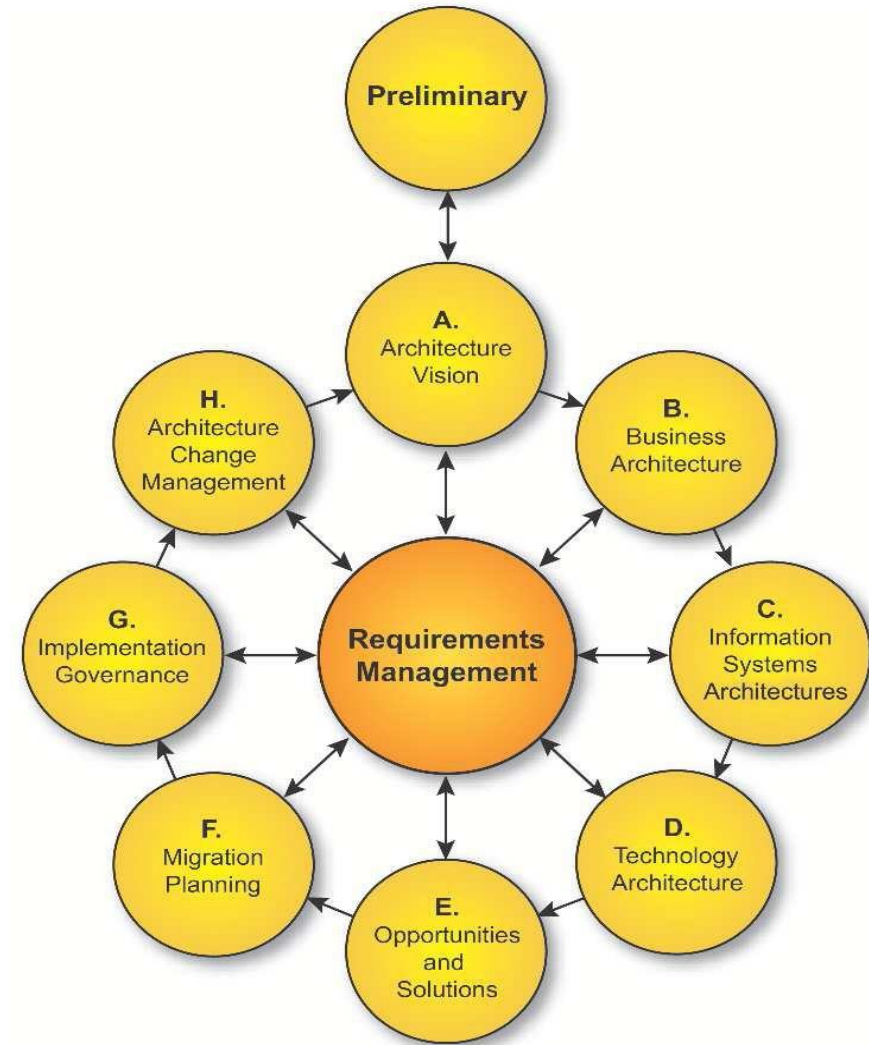 Preliminary
A.
Architecture
Vision
B.
Business
Architecture
C.
Information
Systems
Architectures
D.
Technology
Architecture
E.
Opportunities
and
Solutions
F.
Migration
Planning
G.
Implementation
Governance
H.
Architecture
Change
Management
Requirements
Management